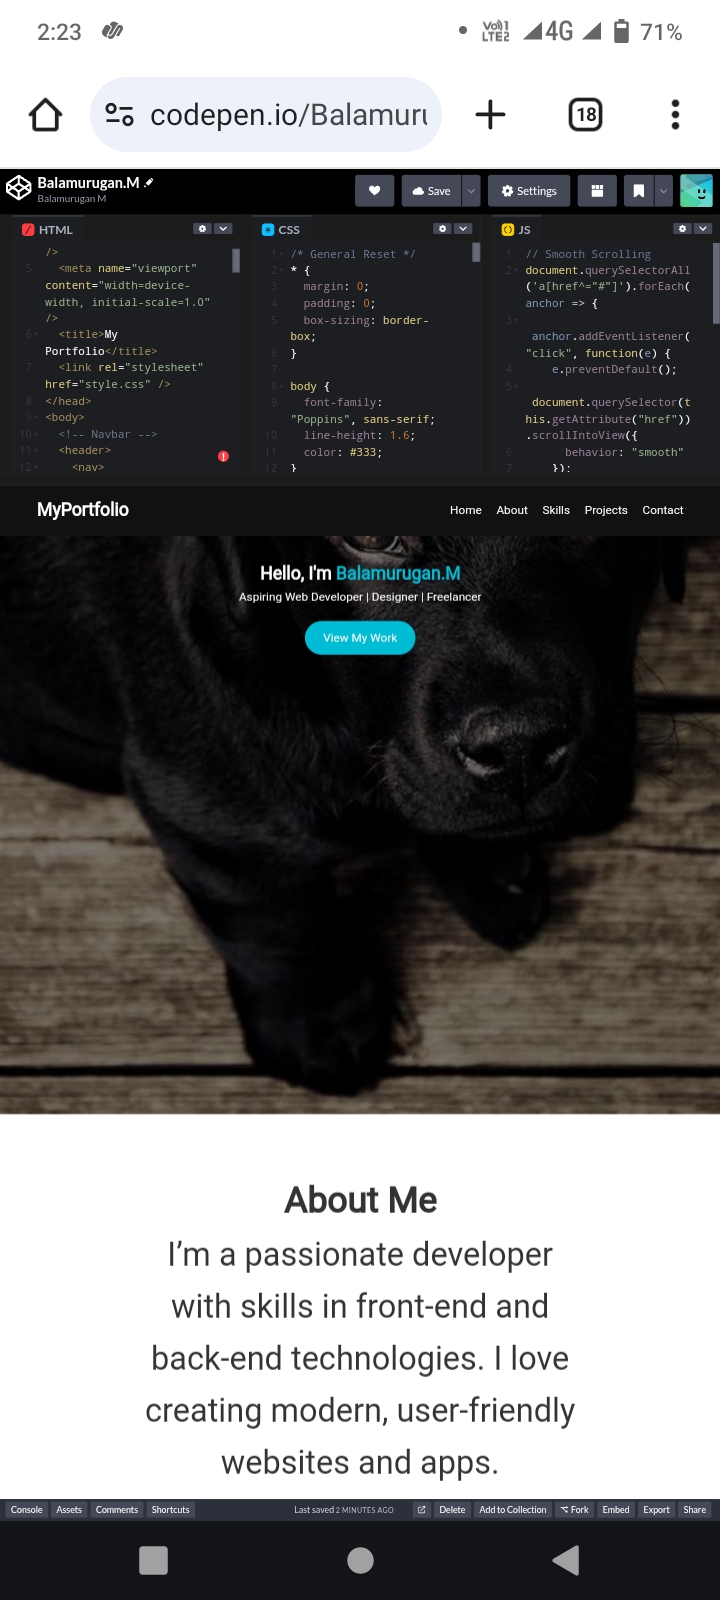 2:23
Vo))1 LTE2 4G 71%
codepen.io/Balamuru
18
Balamurugan.M
Balamurugan M
Save
Settings
HTML
/>
5 <meta name="viewport"
content="width=device-
width, initial-scale=1.0"
/>
6 <title>My
Portfolio</title>
7 <link rel="stylesheet"
href="style.css" />
8 </head>
9 <body>
10 <!-- Navbar -->
11 <header>
12 <nav>
CSS
1 /* General Reset */
2 * {
3 margin: 0;
4 padding: 0;
5 box-sizing: border-
box;
6 }
7
8 body {
9 font-family:
"Poppins", sans-serif;
10 line-height: 1.6;
11 color: #333;
12 }
JS
1 // Smooth Scrolling
2 document.querySelectorAll
('a[href^="#"]').forEach(
anchor => {
3
anchor.addEventListener(
"click", function(e) {
4 e.preventDefault();
5
document.querySelector(t
his.getAttribute("href"))
.scrollIntoView({
6 behavior: "smooth"
7 });
MyPortfolio
Home About Skills Projects Contact
Hello, I'm Balamurugan.M
Aspiring Web Developer | Designer | Freelancer
View My Work
About Me
I’m a passionate developer
with skills in front-end and
back-end technologies. I love
creating modern, user-friendly
websites and apps.
Console Assets Comments Shortcuts Last saved 2 MINUTES AGO Delete Add to Collection Fork Embed Export Share